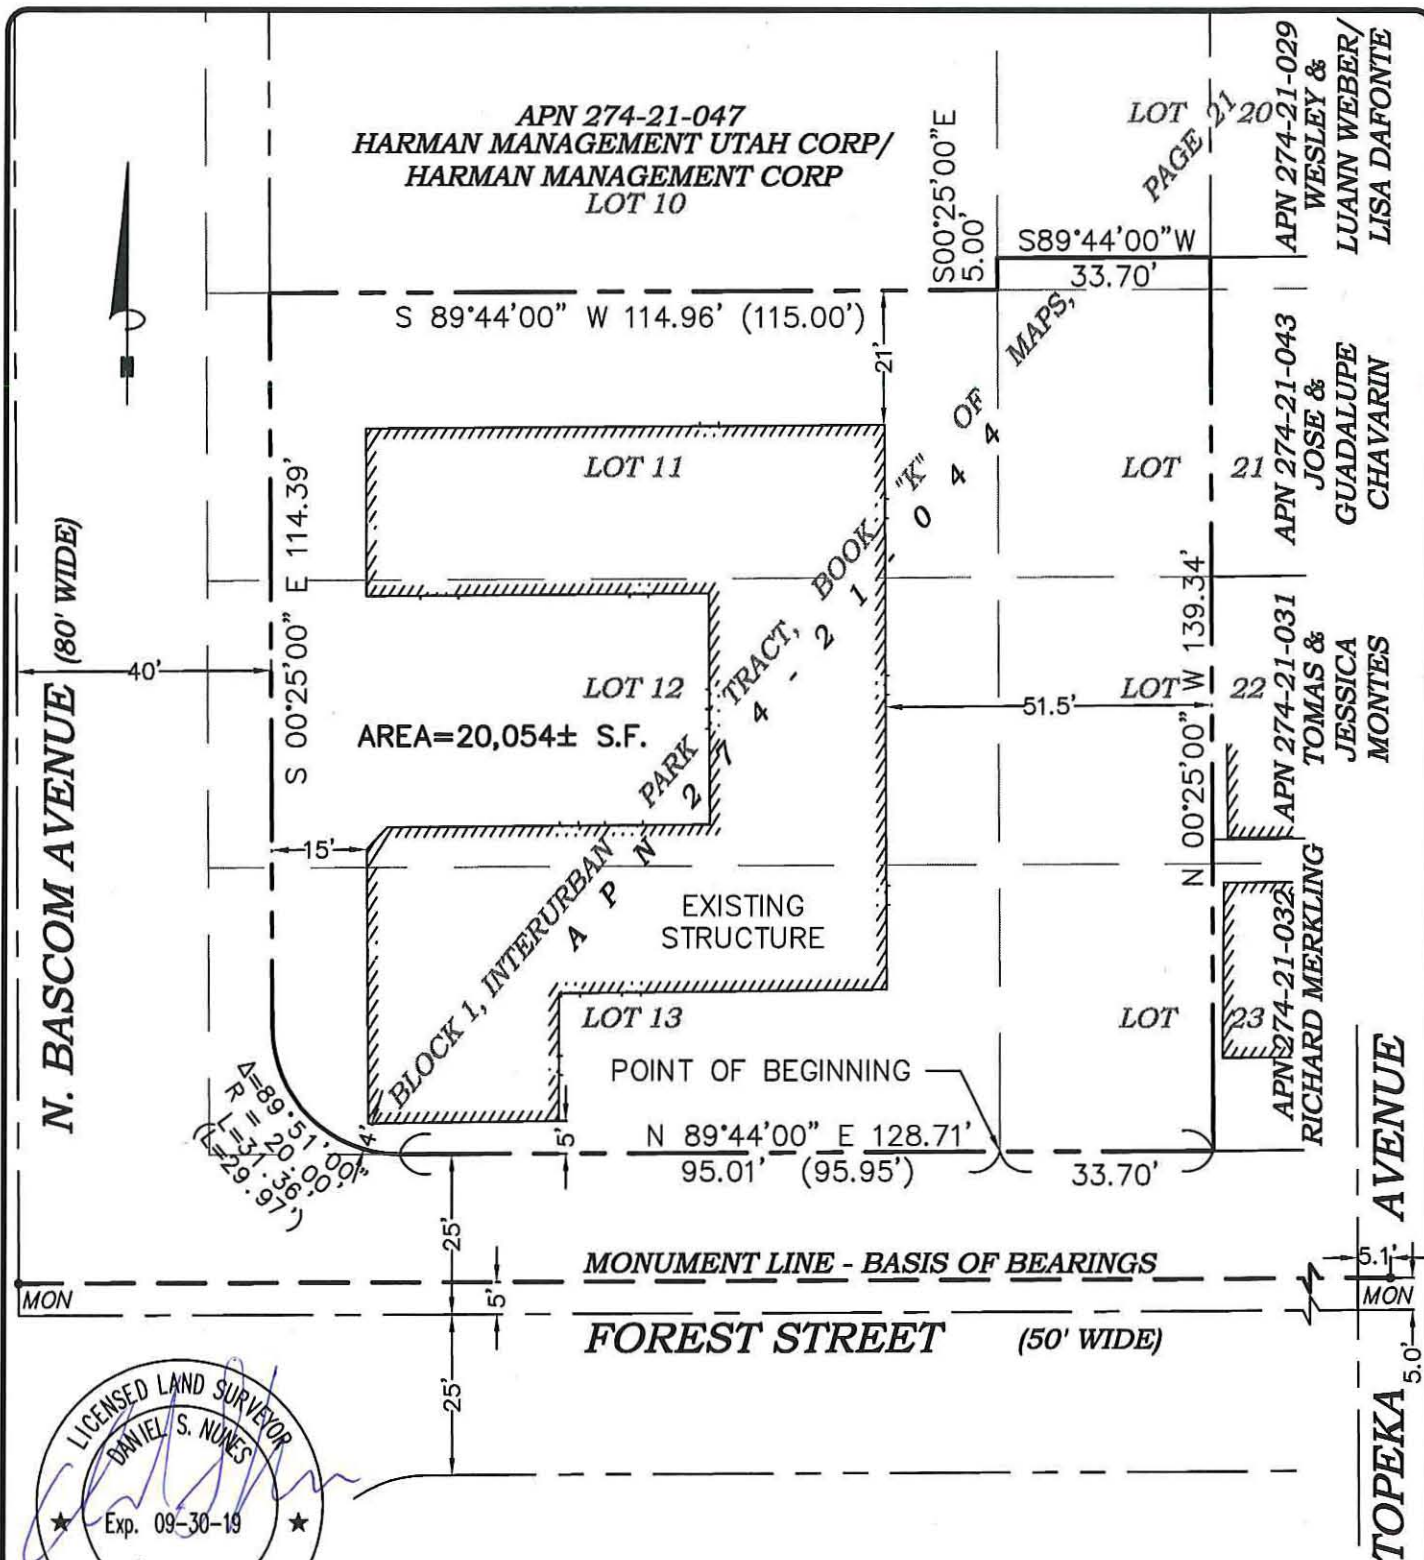 APN 274-21-047
HARMAN MANAGEMENT UTAH CORP/
HARMAN MANAGEMENT CORP
LOT 10
S00°25'00"E
5.00'
LOT 20
PAGE 21
APN 274-21-029
WESLEY &
LUANN WEBER/
LISA DAFONTE
S89°44'00"W
33.70'
S 89°44'00" W 114.96' (115.00')
21'
MAPS,
OF
"K"
BOOK
TRACT,
PARK
BLOCK 1, INTERURBAN
APN 274-21-044
LOT 11
LOT 21
APN 274-21-043
JOSE &
GUADALUPE
CHAVARIN
N. BASCOM AVENUE (80' WIDE)
40'
S 00°25'00" E 114.39'
LOT 12
AREA=20,054± S.F.
51.5'
LOT 22
N 00°25'00" W 139.34'
APN 274-21-031
TOMAS &
JESSICA
MONTES
15'
EXISTING
STRUCTURE
LOT 13
LOT 23
APN 274-21-032
RICHARD MERKLING
POINT OF BEGINNING
Δ=89°51'00"
R = 20.00'
L=31.36'
(L=29.97')
4'
5'
N 89°44'00" E 128.71'
95.01' (95.95')
33.70'
25'
MONUMENT LINE - BASIS OF BEARINGS
5.1'
MON
5'
MON
FOREST STREET (50' WIDE)
5.0'
25'
TOPEKA AVENUE
LICENSED LAND SURVEYOR
DANIEL S. NUNES
Exp. 09-30-19